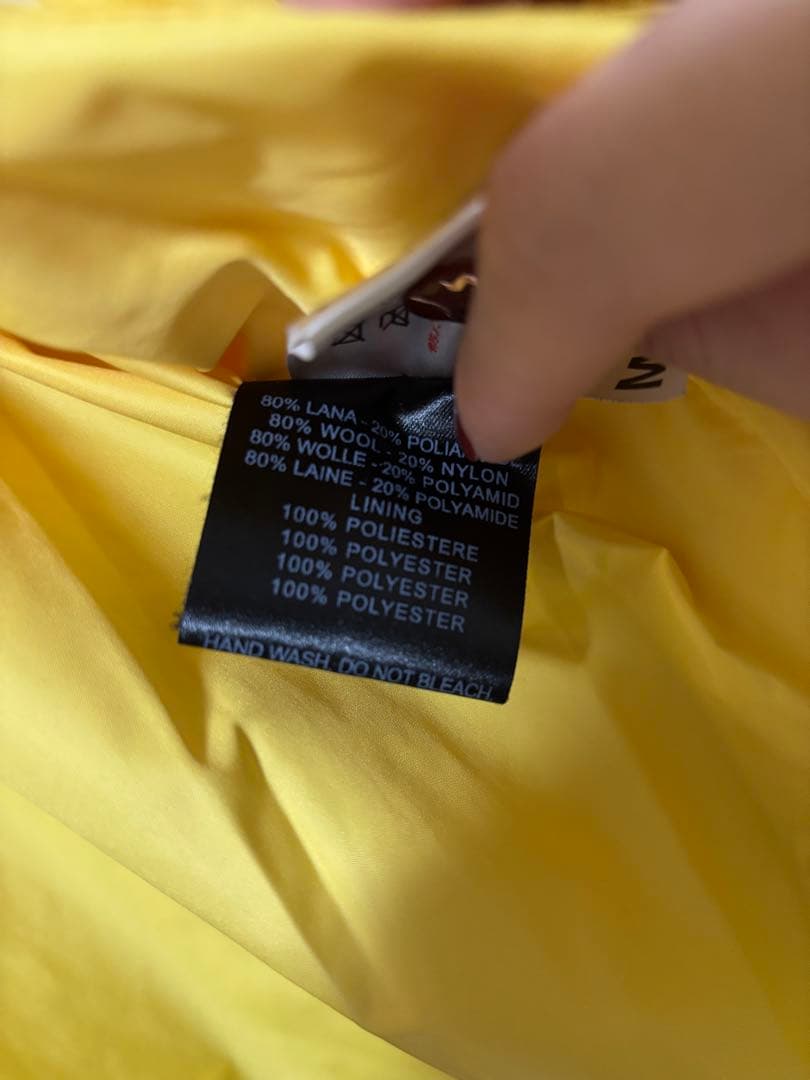 80% LANA - 20%
80% WOOL - 20% NYLON
80% WOLLE - 20% POLYAMID
80% LAINE - 20% POLYAMIDE
LINING
100% POLIESTERE
100% POLYESTER
100% POLYESTER
100% POLYESTER
HAND WASH. DO NOT BLEACH.